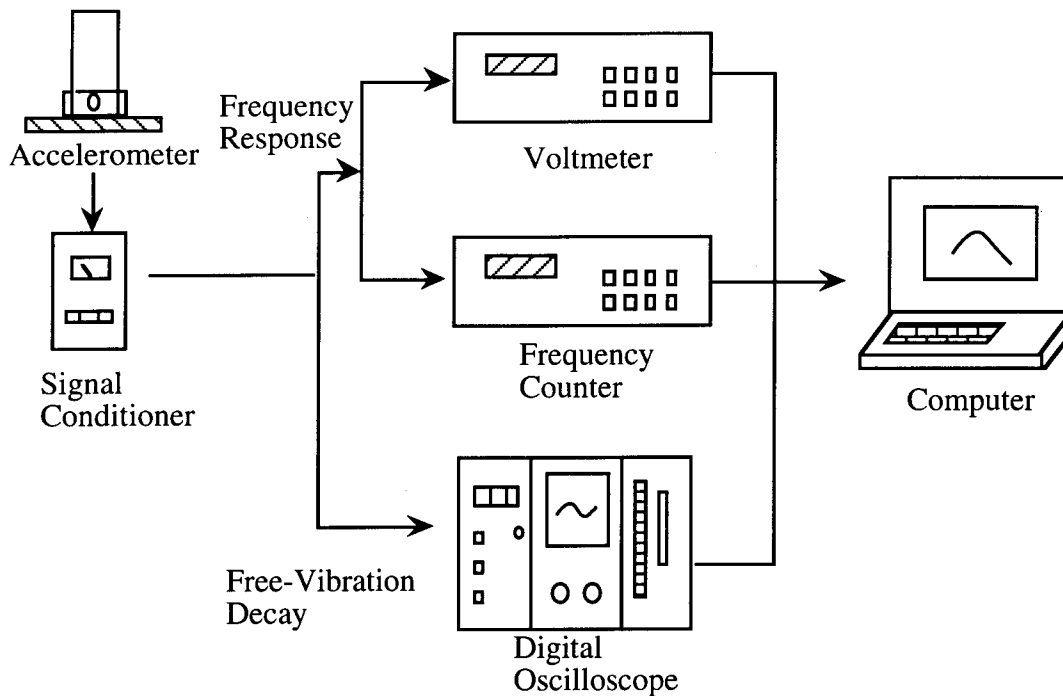 Accelerometer
Frequency
Response
Voltmeter
Signal
Conditioner
Frequency
Counter
Computer
Free-Vibration
Decay
Digital
Oscilloscope